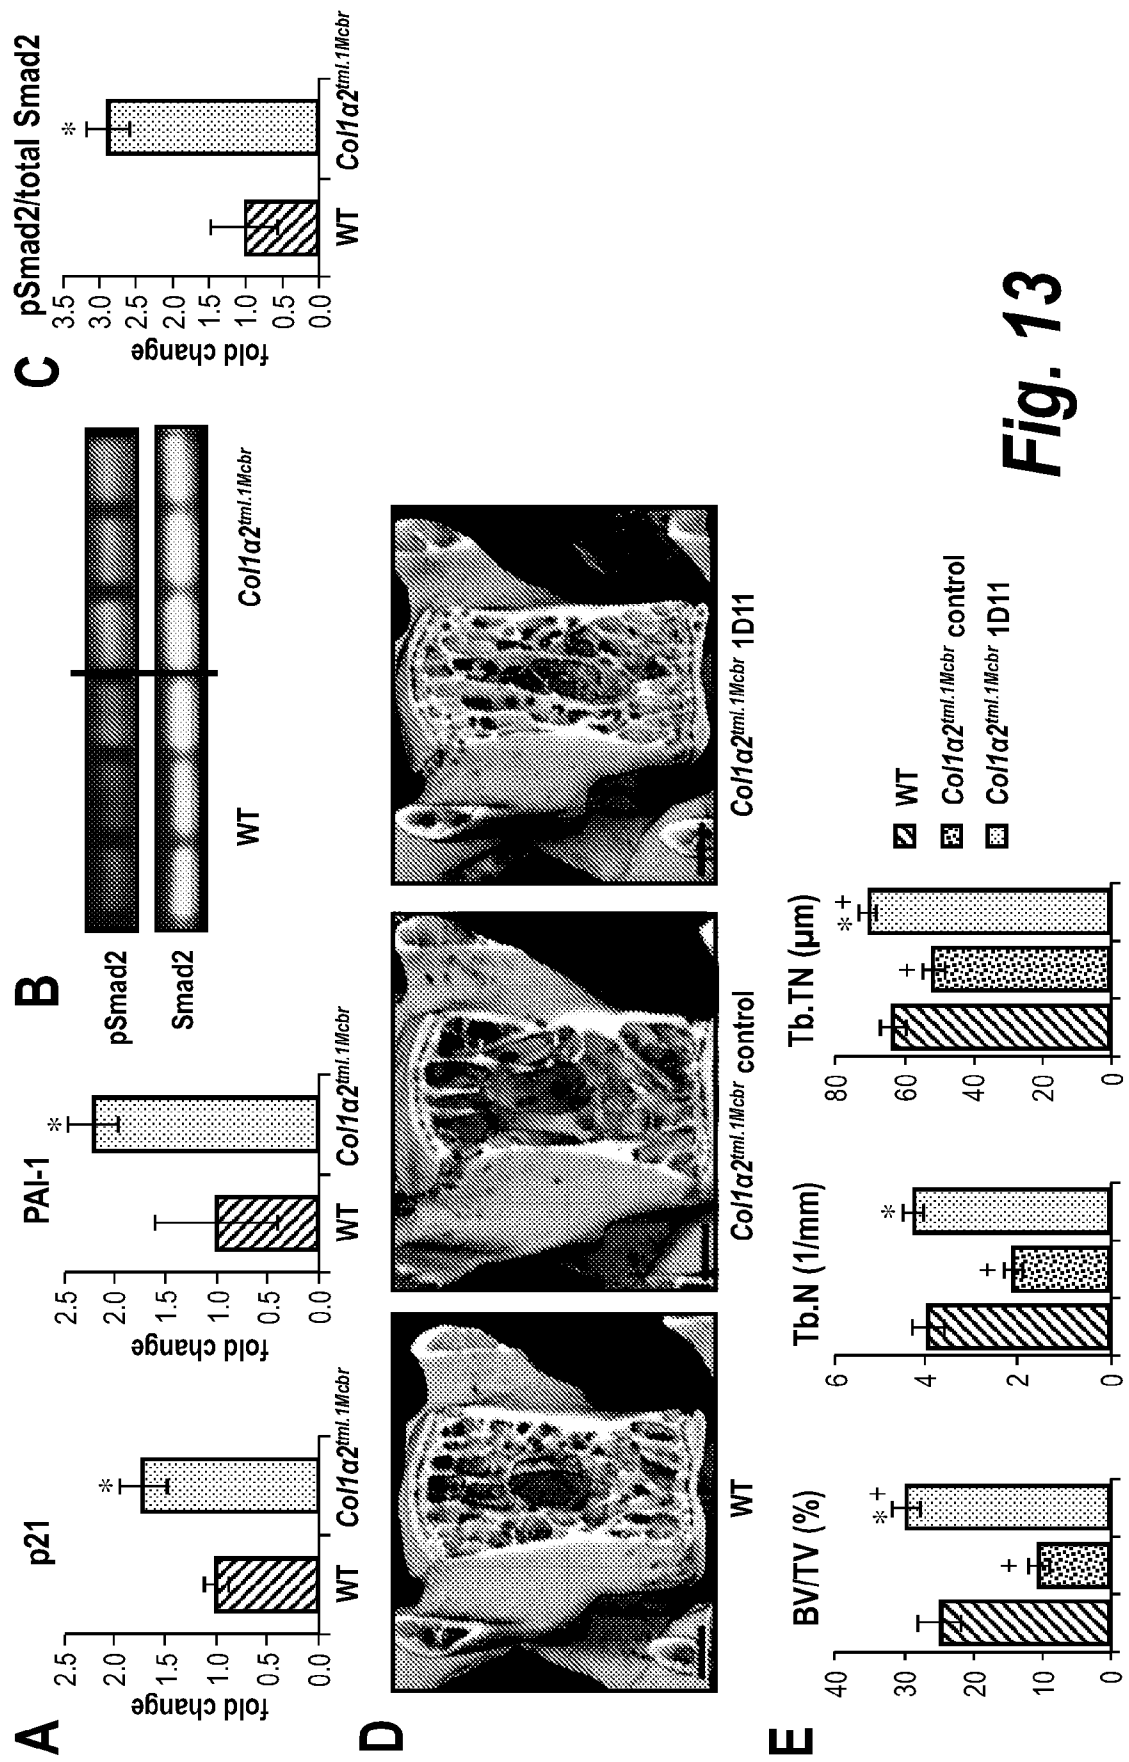 A
p21
fold change
2.5
2.0
1.5
1.0
0.5
0.0
*
WT
Col1α2tml.1Mcbr
PAI-1
fold change
2.5
2.0
1.5
1.0
0.5
0.0
*
WT
Col1α2tml.1Mcbr
B
pSmad2
Smad2
WT
Col1α2tml.1Mcbr
C
pSmad2/total Smad2
fold change
3.5
3.0
2.5
2.0
1.5
1.0
0.5
0.0
*
WT
Col1α2tml.1Mcbr
D
WT
Col1α2tml.1Mcbr control
Col1α2tml.1Mcbr 1D11
E
BV/TV (%)
40
30
20
10
0
+
*+
Tb.N (1/mm)
6
4
2
0
+
*
Tb.TN (µm)
80
60
40
20
0
+
*+
WT
Col1α2tml.1Mcbr control
Col1α2tml.1Mcbr 1D11
Fig. 13